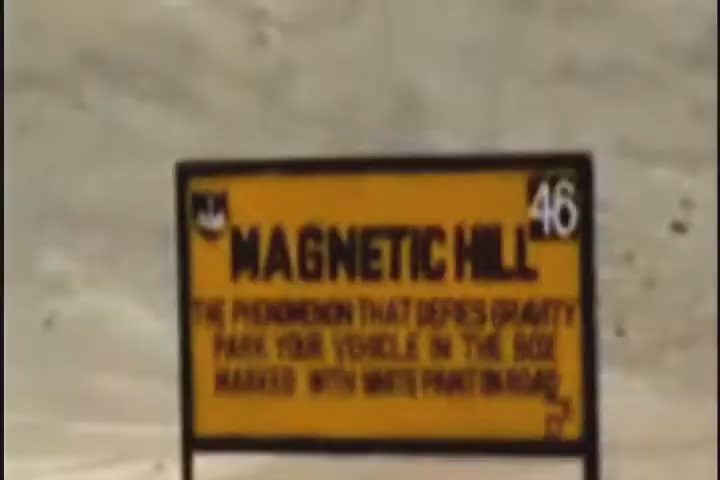 46
MAGNETIC HILL
THE PHENOMENON THAT DEFIES GRAVITY
PARK YOUR VEHICLE IN THE BOX
MARKED WITH WHITE PAINT ON ROAD